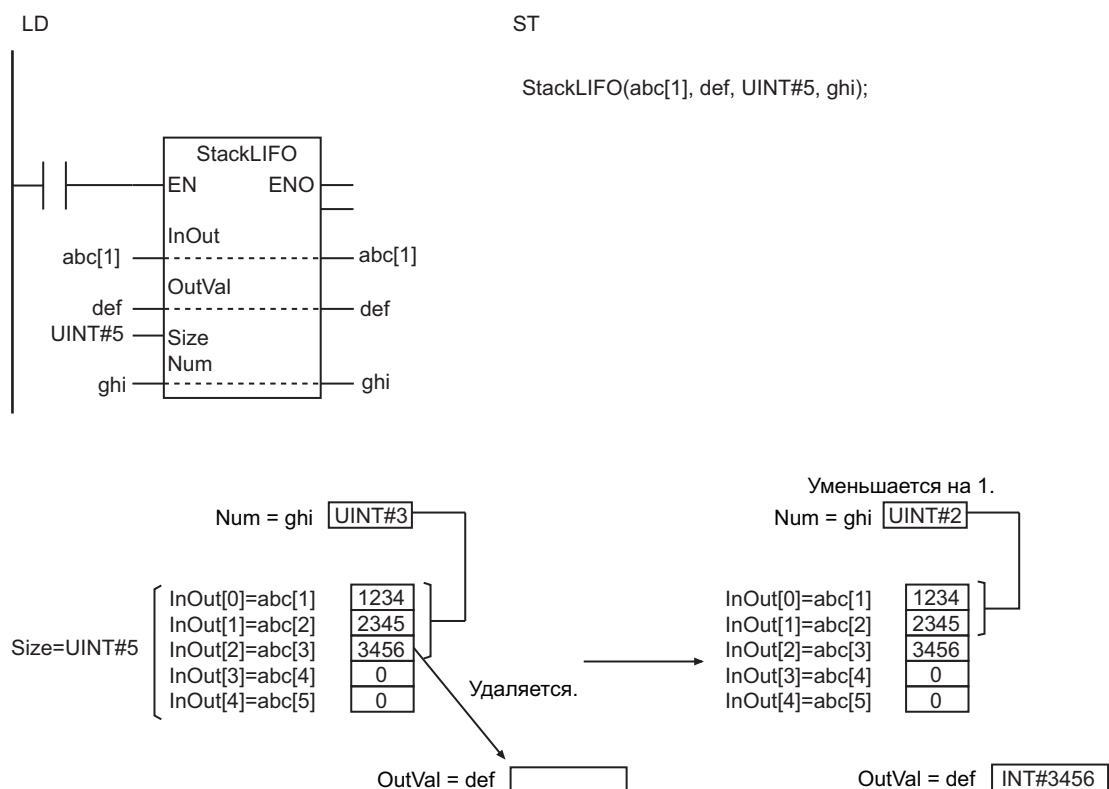 LD
ST
StackLIFO(abc[1], def, UINT#5, ghi);
StackLIFO
EN ENO
InOut
abc[1] abc[1]
OutVal
def def
UINT#5 Size
Num
ghi ghi
Уменьшается на 1.
Num = ghi UINT#3
Num = ghi UINT#2
Size=UINT#5
InOut[0]=abc[1] 1234
InOut[1]=abc[2] 2345
InOut[2]=abc[3] 3456
InOut[3]=abc[4] 0
InOut[4]=abc[5] 0
Удаляется.
InOut[0]=abc[1] 1234
InOut[1]=abc[2] 2345
InOut[2]=abc[3] 3456
InOut[3]=abc[4] 0
InOut[4]=abc[5] 0
OutVal = def
OutVal = def INT#3456